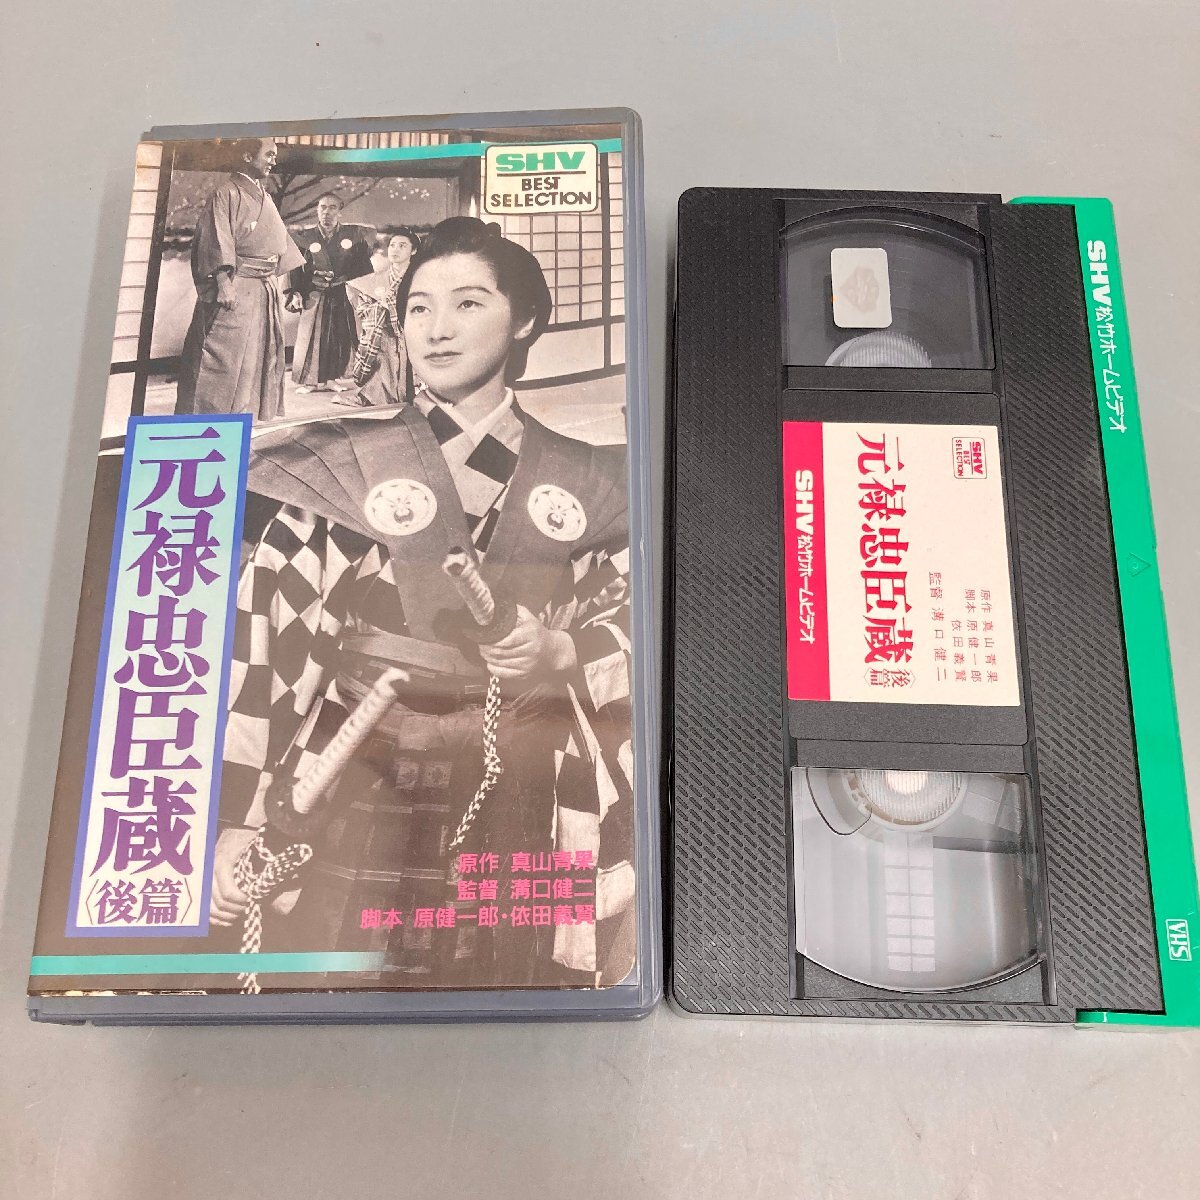 SHV
BEST
SELECTION
元禄忠臣蔵
〈後篇〉
原作 真山青果
監督 溝口健二
脚本 原健一郎・依田義賢
SHV
BEST
SELECTION
元禄忠臣蔵〈後篇〉
原作 真山青果
脚本 原健一郎
依田義賢
監督 溝口健二
SHV 松竹ホームビデオ
SHV 松竹ホームビデオ
VHS